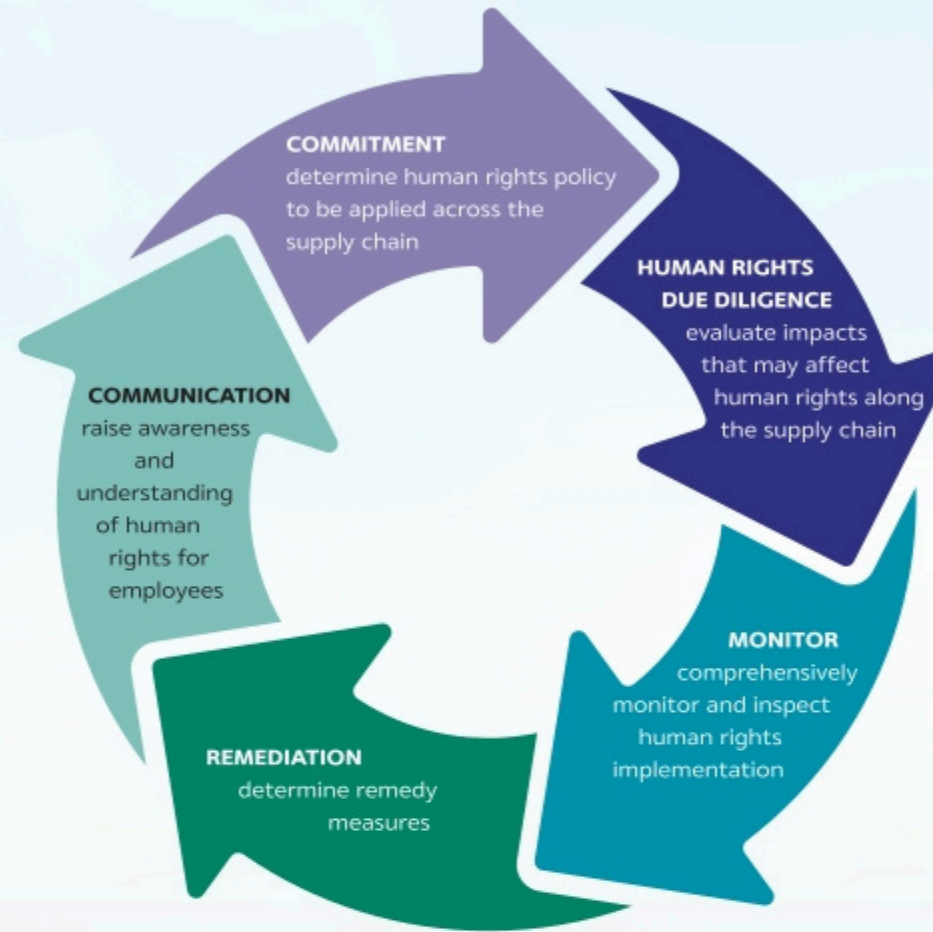 COMMITMENT
determine human rights policy
to be applied across the
supply chain
HUMAN RIGHTS
DUE DILIGENCE
evaluate impacts
that may affect
human rights along
the supply chain
MONITOR
comprehensively
monitor and inspect
human rights
implementation
REMEDIATION
determine remedy
measures
COMMUNICATION
raise awareness
and
understanding
of human
rights for
employees